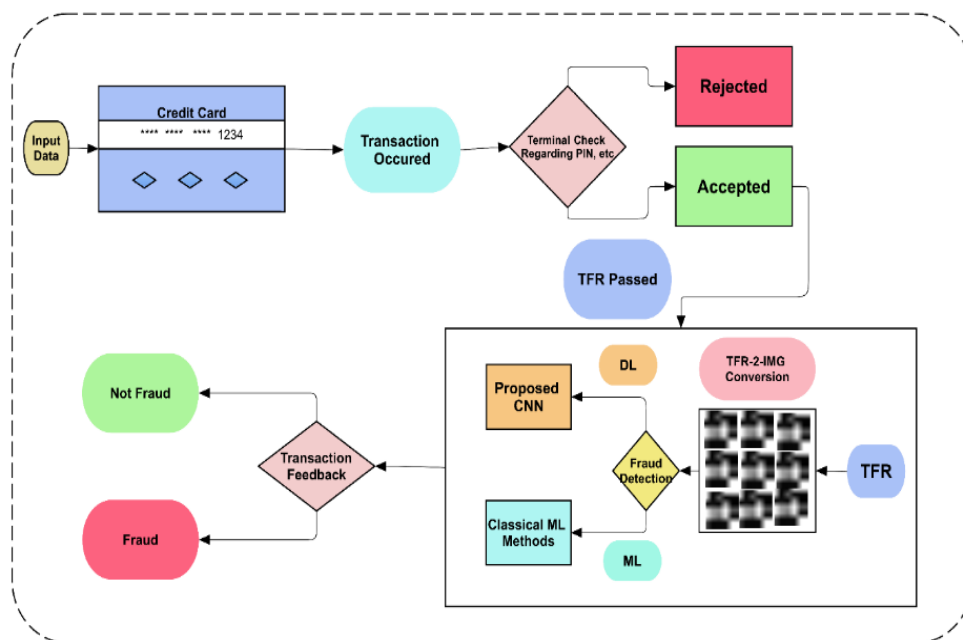 Credit Card
**** **** **** 1234
Input
Data
Transaction
Occured
Terminal Check
Regarding PIN, etc
Rejected
Accepted
TFR Passed
DL
TFR-2-IMG
Conversion
Proposed
CNN
Fraud
Detection
TFR
Classical ML
Methods
ML
Not Fraud
Transaction
Feedback
Fraud